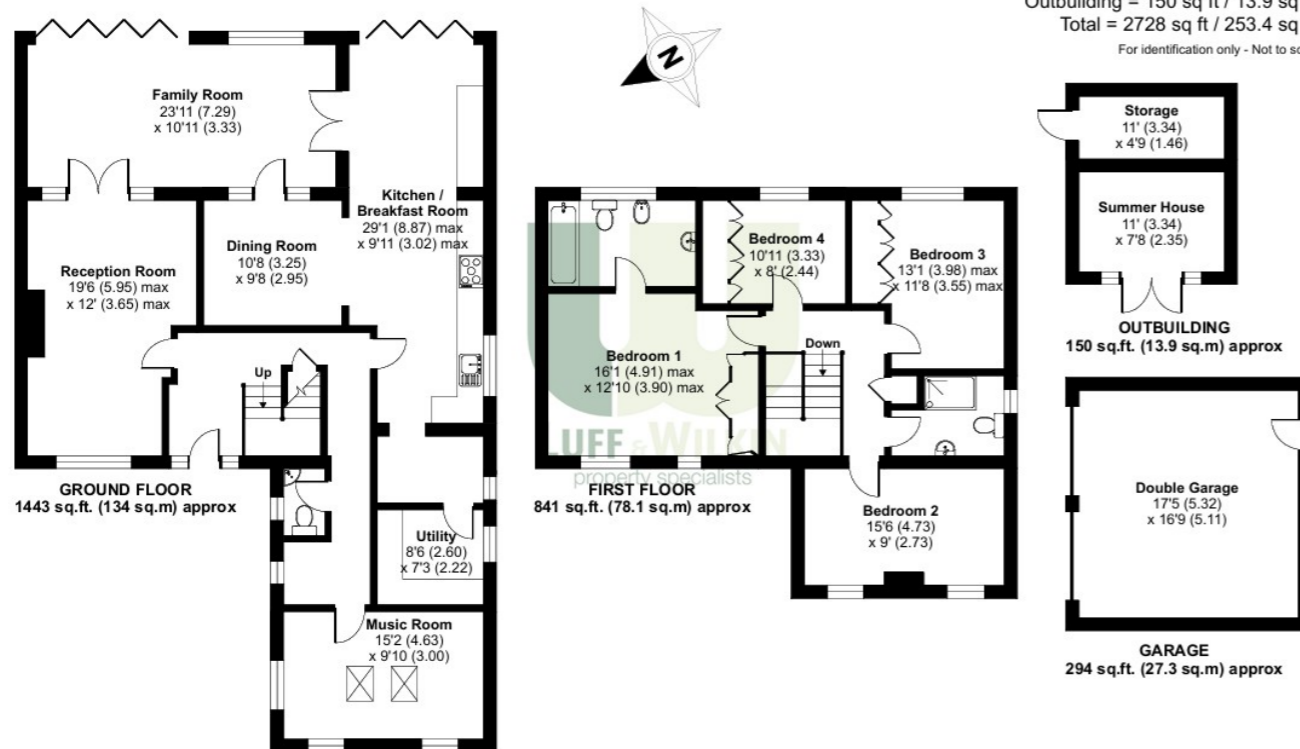 Outbuilding = 150 sq ft / 13.9 sq
Total = 2728 sq ft / 253.4 sq
For identification only - Not to sc
N
Family Room
23'11 (7.29)
x 10'11 (3.33)
Kitchen /
Breakfast Room
29'1 (8.87) max
x 9'11 (3.02) max
Dining Room
10'8 (3.25)
x 9'8 (2.95)
Reception Room
19'6 (5.95) max
x 12' (3.65) max
Up
GROUND FLOOR
1443 sq.ft. (134 sq.m) approx
Utility
8'6 (2.60)
x 7'3 (2.22)
Music Room
15'2 (4.63)
x 9'10 (3.00)
Bedroom 4
10'11 (3.33)
x 8' (2.44)
Bedroom 3
13'1 (3.98) max
x 11'8 (3.55) max
Down
Bedroom 1
16'1 (4.91) max
x 12'10 (3.90) max
LUFF & WILKIN
property specialists
FIRST FLOOR
841 sq.ft. (78.1 sq.m) approx
Bedroom 2
15'6 (4.73)
x 9' (2.73)
Storage
11' (3.34)
x 4'9 (1.46)
Summer House
11' (3.34)
x 7'8 (2.35)
OUTBUILDING
150 sq.ft. (13.9 sq.m) approx
Double Garage
17'5 (5.32)
x 16'9 (5.11)
GARAGE
294 sq.ft. (27.3 sq.m) approx